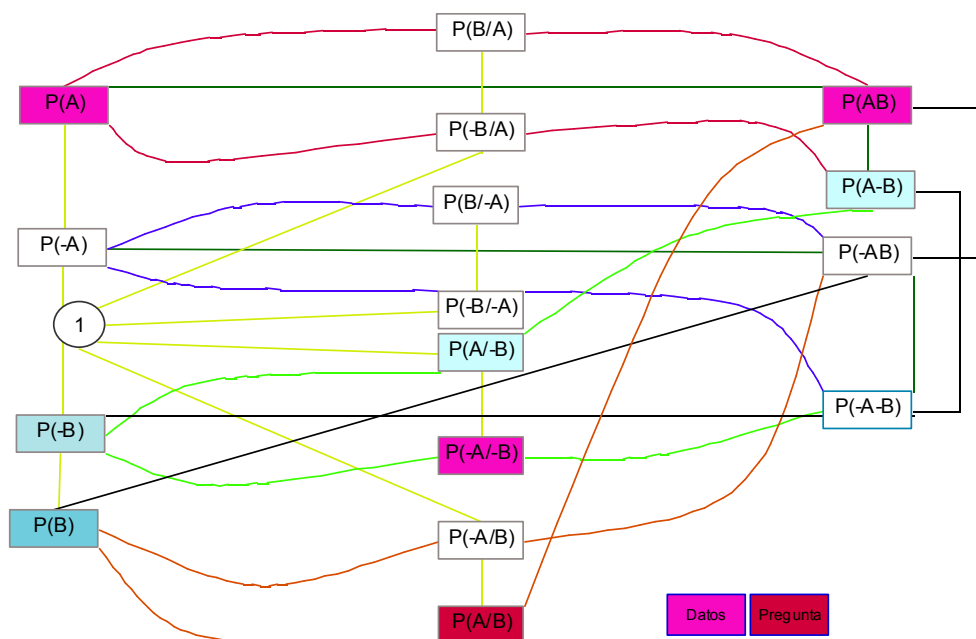 P(B/A)
P(A)
P(AB)
P(-B/A)
P(A-B)
P(B/-A)
P(-A)
P(-AB)
P(-B/-A)
1
P(A/-B)
P(-A-B)
P(-B)
P(-A/-B)
P(B)
P(-A/B)
P(A/B)
Datos
Pregunta